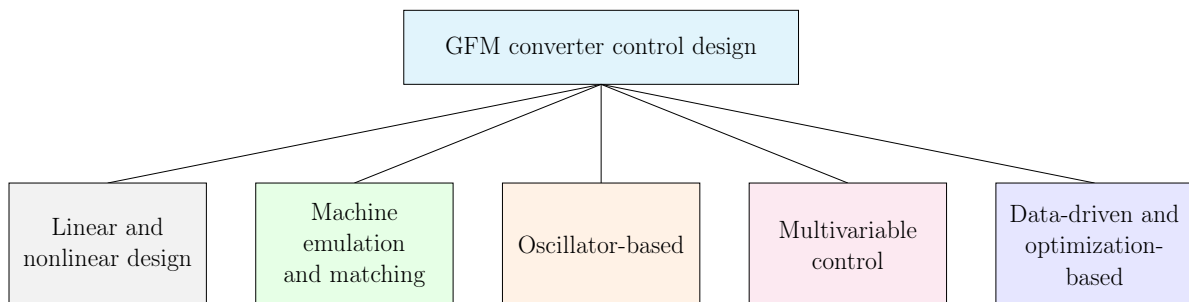 GFM converter control design
Linear and
nonlinear design
Machine
emulation
and matching
Oscillator-based
Multivariable
control
Data-driven and
optimization-
based